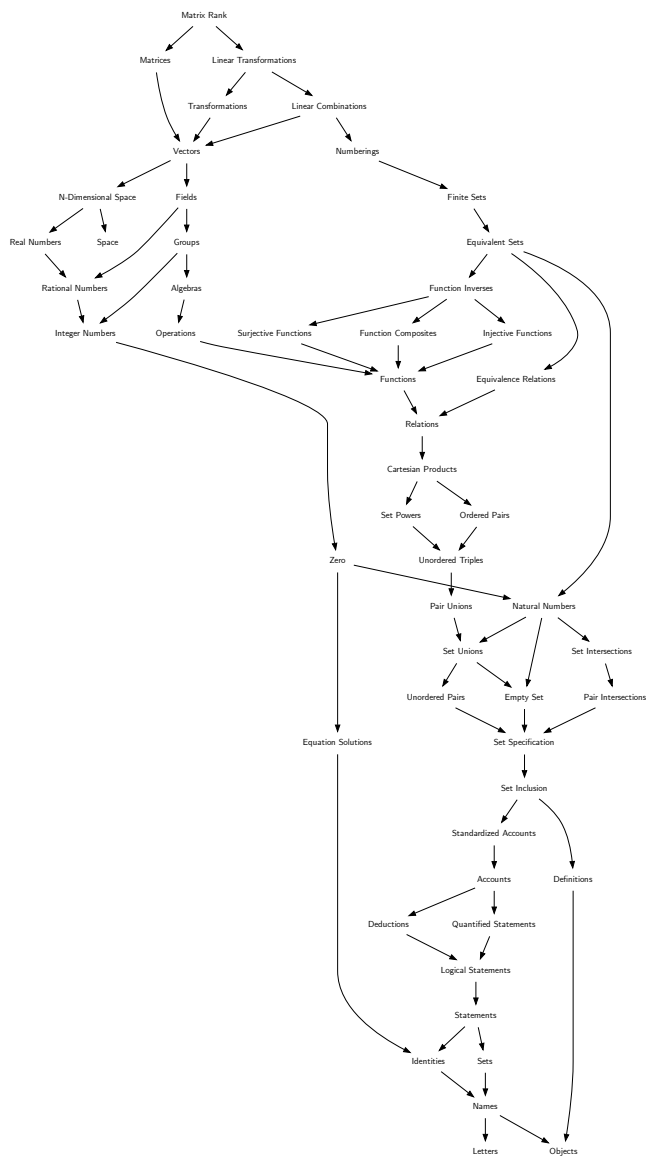 Matrix Rank
Matrices
Linear Transformations
Transformations
Linear Combinations
Vectors
Numberings
N-Dimensional Space
Fields
Finite Sets
Real Numbers
Space
Groups
Equivalent Sets
Rational Numbers
Algebras
Function Inverses
Integer Numbers
Operations
Surjective Functions
Function Composites
Injective Functions
Functions
Equivalence Relations
Relations
Cartesian Products
Set Powers
Ordered Pairs
Zero
Unordered Triples
Pair Unions
Natural Numbers
Set Unions
Set Intersections
Unordered Pairs
Empty Set
Pair Intersections
Equation Solutions
Set Specification
Set Inclusion
Standardized Accounts
Accounts
Definitions
Deductions
Quantified Statements
Logical Statements
Statements
Identities
Sets
Names
Letters
Objects